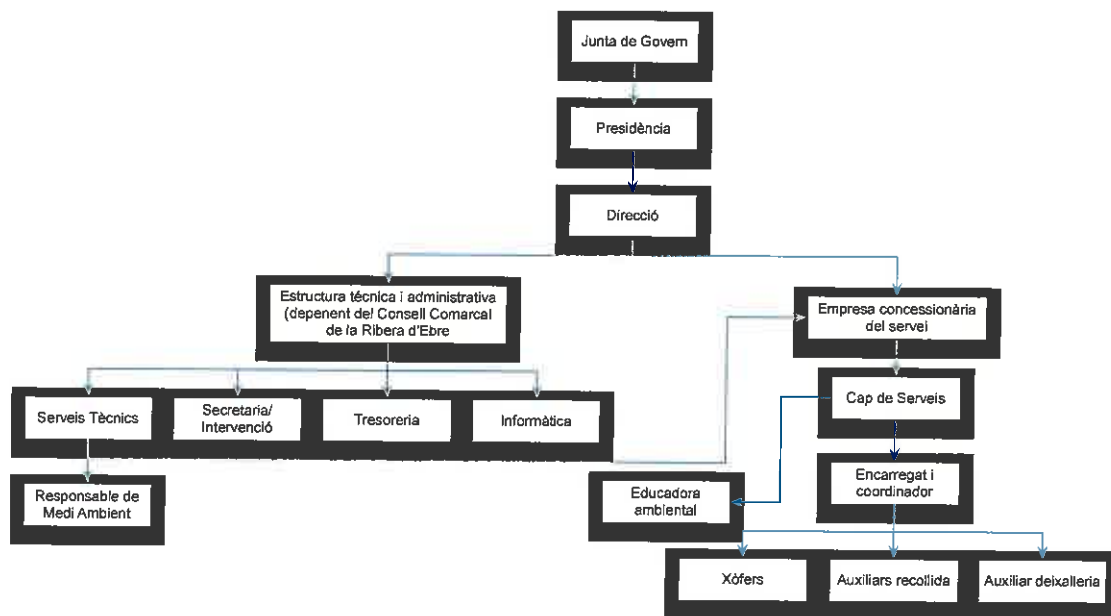 Junta de Govern
Presidència
Direcció
Estructura tècnica i administrativa
(depenent del Consell Comarcal
de la Ribera d'Ebre
Empresa concessionària
del servei
Serveis Tècnics
Secretaria/
Intervenció
Tresoreria
Informàtica
Cap de Serveis
Responsable de
Medi Ambient
Educadora
ambiental
Encarregat i
coordinador
Xòfers
Auxiliars recollida
Auxiliar deixalleria